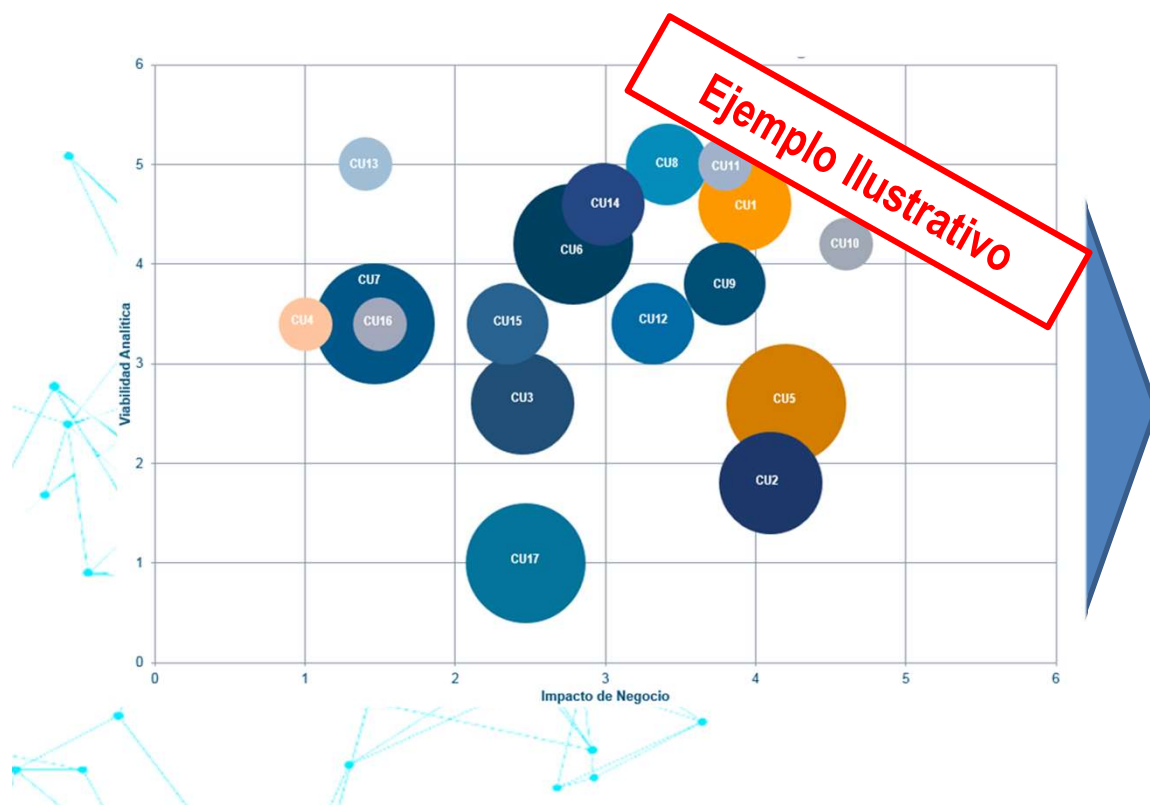 Ejemplo Ilustrativo
6
5
4
3
2
1
0
Viabilidad Analítica
CU13
CU8
CU11
CU14
CU1
CU6
CU10
CU7
CU9
CU4
CU16
CU15
CU12
CU3
CU5
CU2
CU17
0
1
2
3
4
5
6
Impacto de Negocio